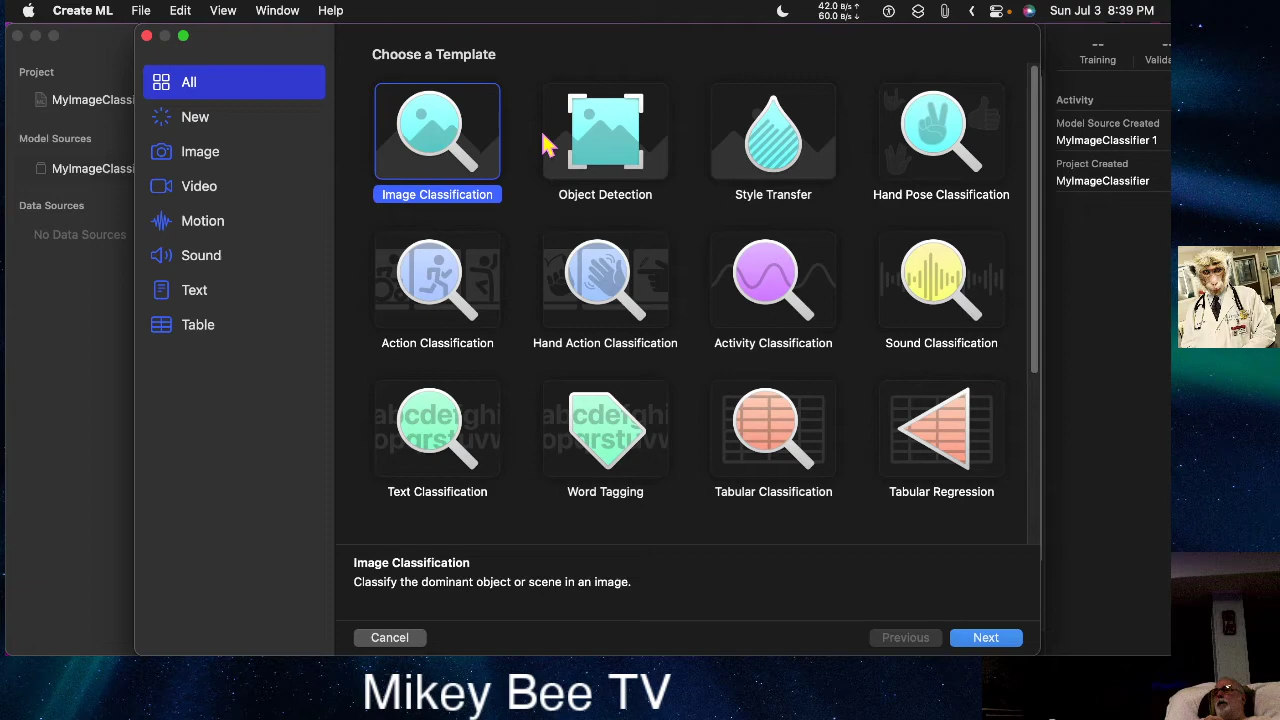 Create ML File Edit View Window Help 42.0 B/s↑ 60.0 B/s↓ Sun Jul 3 8:39 PM
Project
MyImageClassi
Model Sources
MyImageClassi
Data Sources
No Data Sources
All
New
Image
Video
Motion
Sound
Text
Table
Choose a Template
Image Classification Object Detection Style Transfer Hand Pose Classification
Action Classification Hand Action Classification Activity Classification Sound Classification
abcdefghi abcdefghi
pqrstuvw pqrstuvw
Text Classification Word Tagging Tabular Classification Tabular Regression
Image Classification
Classify the dominant object or scene in an image.
Cancel Previous Next
-- --
Training Valida
Activity
Model Source Created
MyImageClassifier 1
Project Created
MyImageClassifier
Mikey Bee TV